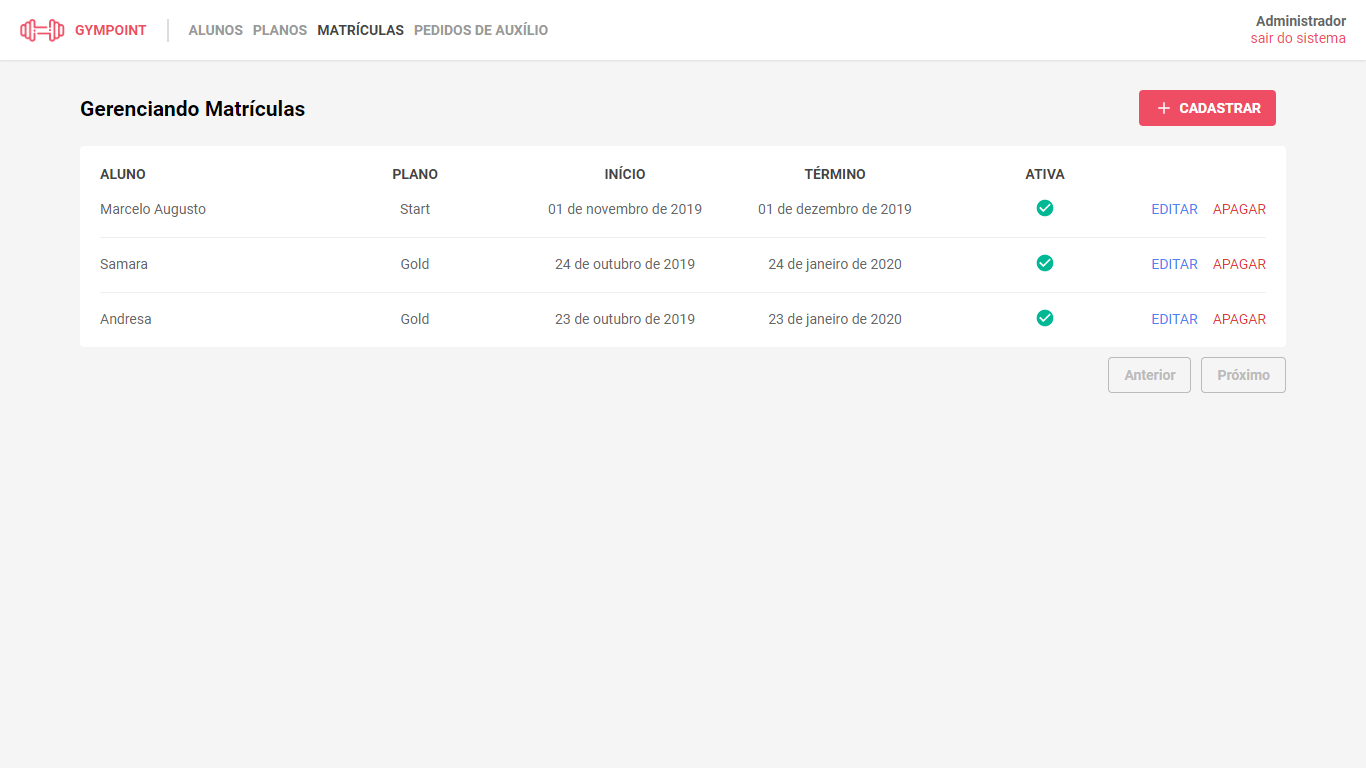 GYMPOINT ALUNOS PLANOS MATRÍCULAS PEDIDOS DE AUXÍLIO Administrador
sair do sistema
Gerenciando Matrículas CADASTRAR
ALUNO PLANO INÍCIO TÉRMINO ATIVA
Marcelo Augusto Start 01 de novembro de 2019 01 de dezembro de 2019 EDITAR APAGAR
Samara Gold 24 de outubro de 2019 24 de janeiro de 2020 EDITAR APAGAR
Andresa Gold 23 de outubro de 2019 23 de janeiro de 2020 EDITAR APAGAR
Anterior Próximo